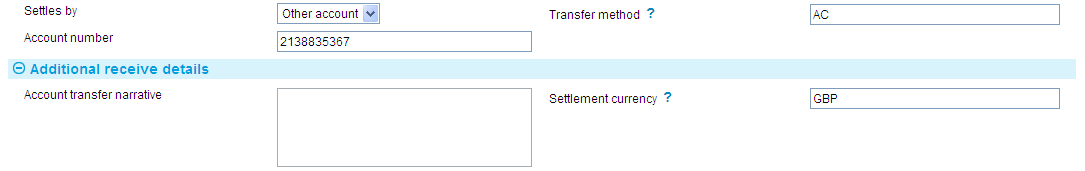 Settles by
Other account
Transfer method ?
AC
Account number
2138835367
Additional receive details
Account transfer narrative
Settlement currency ?
GBP